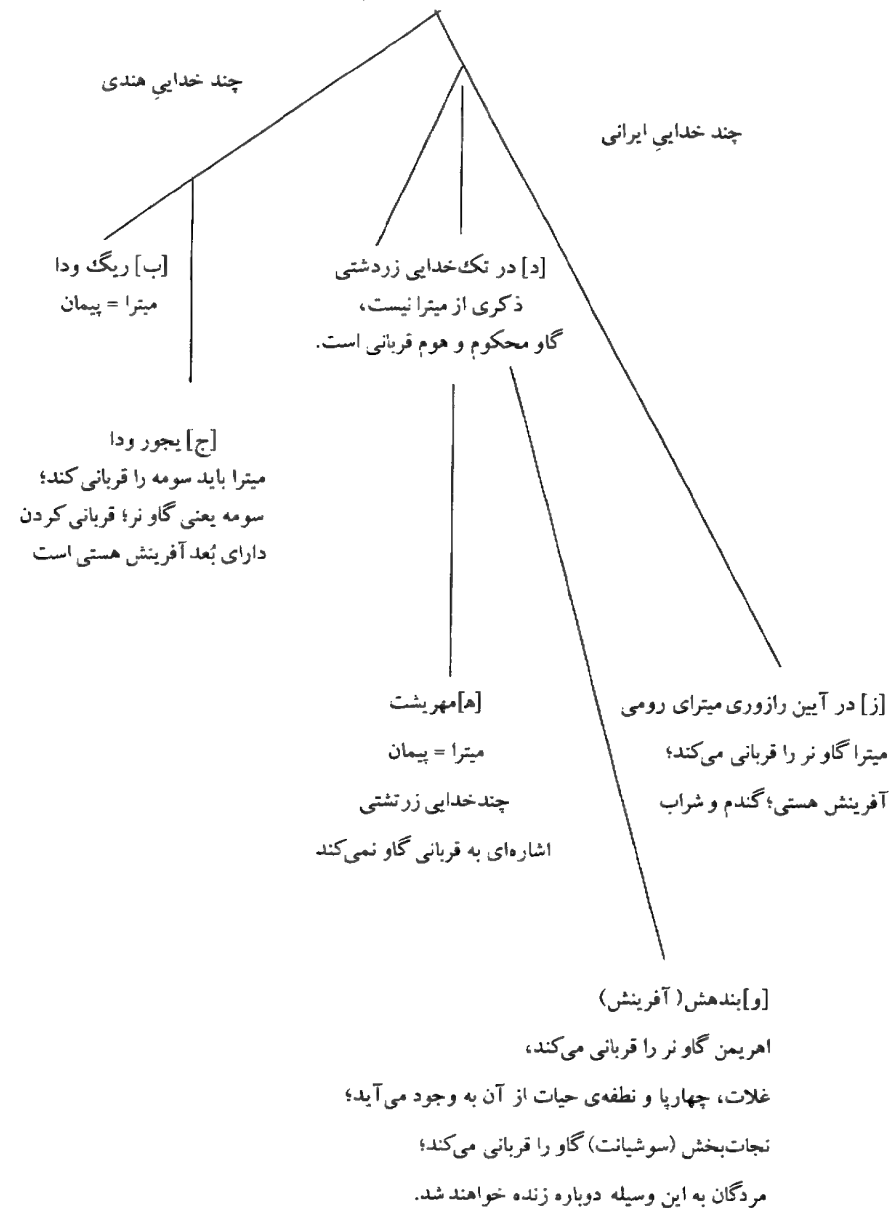 چند خداییِ هندی
چند خداییِ ایرانی
[ب] ریگ ودا
میترا = پیمان
[د] در تک‌خدایی زردشتی
ذکری از میترا نیست،
گاو محکوم و هوم قربانی است.
[ج] یجور ودا
میترا باید سومه را قربانی کند؛
سومه یعنی گاو نر؛ قربانی کردن
دارای بُعد آفرینش هستی است
[ه]مهریشت
میترا = پیمان
چندخدایی زرتشتی
اشاره‌ای به قربانی گاو نمی‌کند
[ز] در آیین رازوری میترای رومی
میترا گاو نر را قربانی می‌کند؛
آفرینش هستی؛ گندم و شراب
[و]بندهش( آفرینش)
اهریمن گاو نر را قربانی می‌کند،
غلات، چهارپا و نطفه‌ی حیات از آن به وجود می‌آید؛
نجات‌بخش (سوشیانت) گاو را قربانی می‌کند؛
مردگان به این وسیله دوباره زنده خواهند شد.